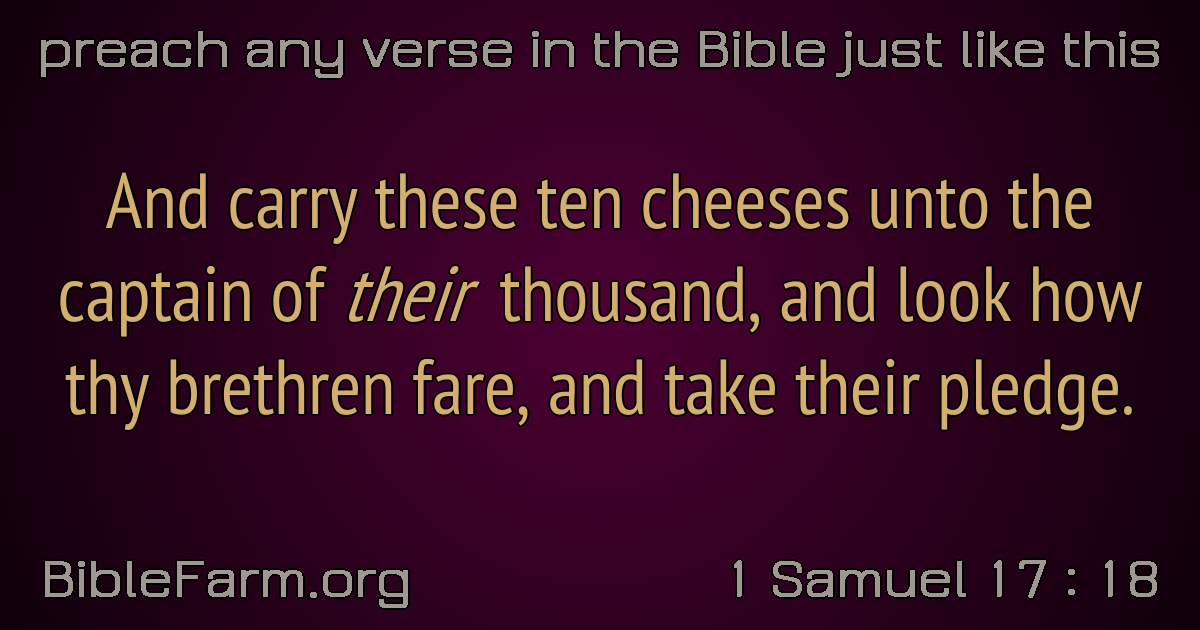 preach any verse in the Bible just like this
And carry these ten cheeses unto the
captain of their thousand, and look how
thy brethren fare, and take their pledge.
BibleFarm.org
1 Samuel 17 : 18